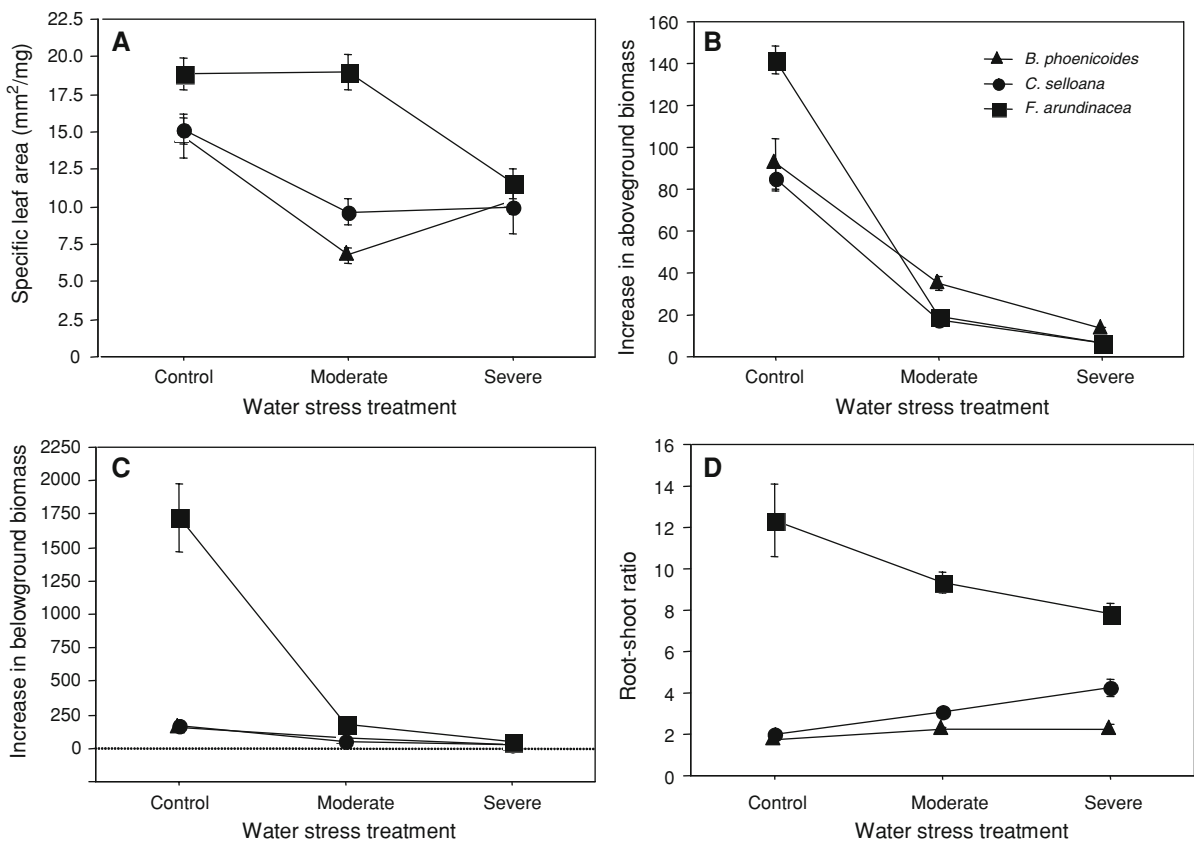 A
Specific leaf area (mm²/mg)
22.5
20.0
17.5
15.0
12.5
10.0
7.5
5.0
2.5
0
Control Moderate Severe
Water stress treatment
B
Increase in aboveground biomass
160
140
120
100
80
60
40
20
0
B. phoenicoides
C. selloana
F. arundinacea
Control Moderate Severe
Water stress treatment
C
Increase in belowground biomass
2250
2000
1750
1500
1250
1000
750
500
250
0
Control Moderate Severe
Water stress treatment
D
Root-shoot ratio
16
14
12
10
8
6
4
2
0
Control Moderate Severe
Water stress treatment